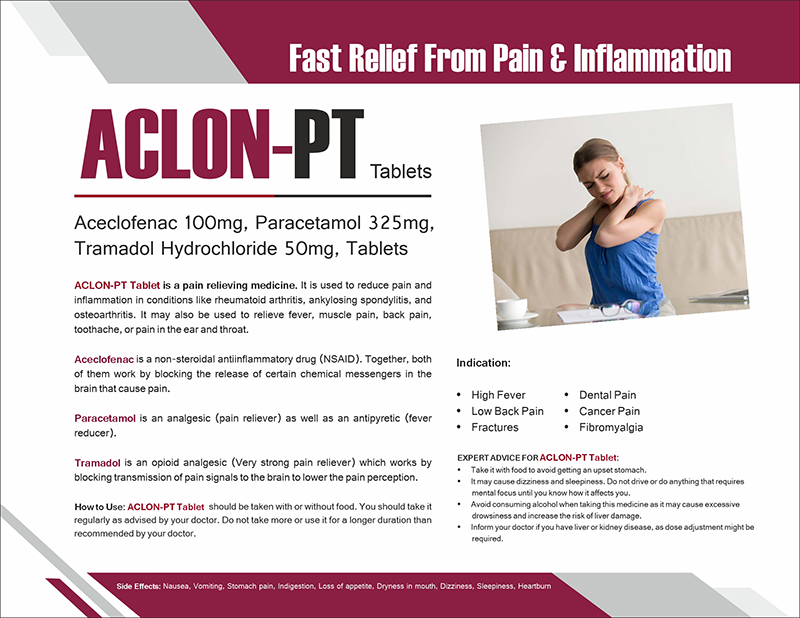 Fast Relief From Pain & Inflammation
ACLON-PT Tablets
Aceclofenac 100mg, Paracetamol 325mg,
Tramadol Hydrochloride 50mg, Tablets
ACLON-PT Tablet is a pain relieving medicine. It is used to reduce pain and
inflammation in conditions like rheumatoid arthritis, ankylosing spondylitis, and
osteoarthritis. It may also be used to relieve fever, muscle pain, back pain,
toothache, or pain in the ear and throat.
Aceclofenac is a non-steroidal antiinflammatory drug (NSAID). Together, both
of them work by blocking the release of certain chemical messengers in the
brain that cause pain.
Paracetamol is an analgesic (pain reliever) as well as an antipyretic (fever
reducer).
Tramadol is an opioid analgesic (Very strong pain reliever) which works by
blocking transmission of pain signals to the brain to lower the pain perception.
How to Use: ACLON-PT Tablet should be taken with or without food. You should take it
regularly as advised by your doctor. Do not take more or use it for a longer duration than
recommended by your doctor.
Indication:
• High Fever
• Low Back Pain
• Fractures
• Dental Pain
• Cancer Pain
• Fibromyalgia
EXPERT ADVICE FOR ACLON-PT Tablet:
• Take it with food to avoid getting an upset stomach.
• It may cause dizziness and sleepiness. Do not drive or do anything that requires
mental focus until you know how it affects you.
• Avoid consuming alcohol when taking this medicine as it may cause excessive
drowsiness and increase the risk of liver damage.
• Inform your doctor if you have liver or kidney disease, as dose adjustment might be
required.
Side Effects: Nausea, Vomiting, Stomach pain, Indigestion, Loss of appetite, Dryness in mouth, Dizziness, Sleepiness, Heartburn